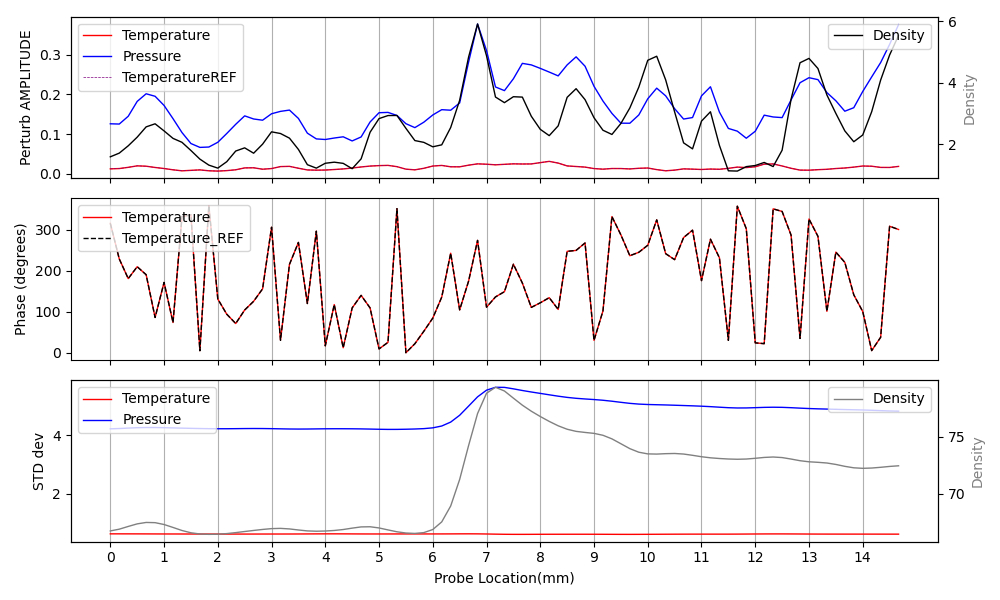 Perturb AMPLITUDE
0.3
0.2
0.1
0.0
Temperature
Pressure
TemperatureREF
Density
6
4
2
Density
Phase (degrees)
300
200
100
0
Temperature
Temperature_REF
STD dev
4
2
Temperature
Pressure
Density
75
70
Density
0 1 2 3 4 5 6 7 8 9 10 11 12 13 14
Probe Location(mm)